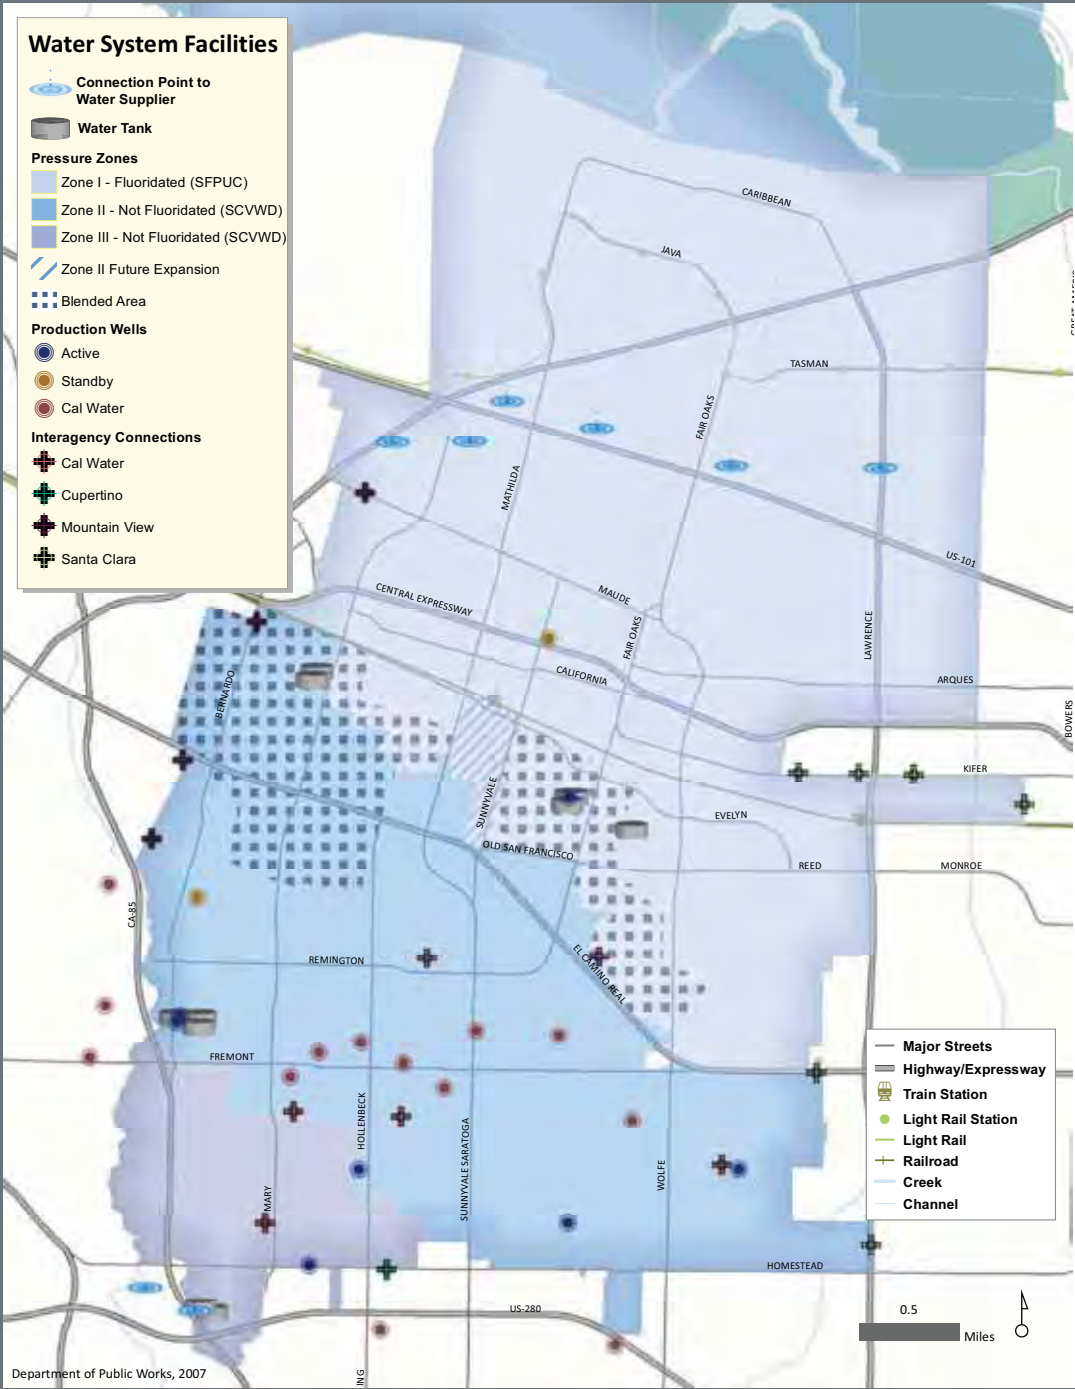 Water System Facilities
Connection Point to
Water Supplier
Water Tank
Pressure Zones
Zone I - Fluoridated (SFPUC)
Zone II - Not Fluoridated (SCVWD)
Zone III - Not Fluoridated (SCVWD)
Zone II Future Expansion
Blended Area
Production Wells
Active
Standby
Cal Water
Interagency Connections
Cal Water
Cupertino
Mountain View
Santa Clara
CARIBBEAN
JAVA
TASMAN
FAIR OAKS
MATHILDA
US-101
CENTRAL EXPRESSWAY
MAUDE
FAIR OAKS
LAWRENCE
CALIFORNIA
ARQUES
BERNARDO
BOWERS
KIFER
SUNNYVALE
EVELYN
OLD SAN FRANCISCO
REED
MONROE
CA-85
REMINGTON
EL CAMINO REAL
FREMONT
HOLLENBECK
SUNNYVALE SARATOGA
WOLFE
MARY
HOMESTEAD
US-280
ING
Major Streets
Highway/Expressway
Train Station
Light Rail Station
Light Rail
Railroad
Creek
Channel
0.5
Miles
Department of Public Works, 2007